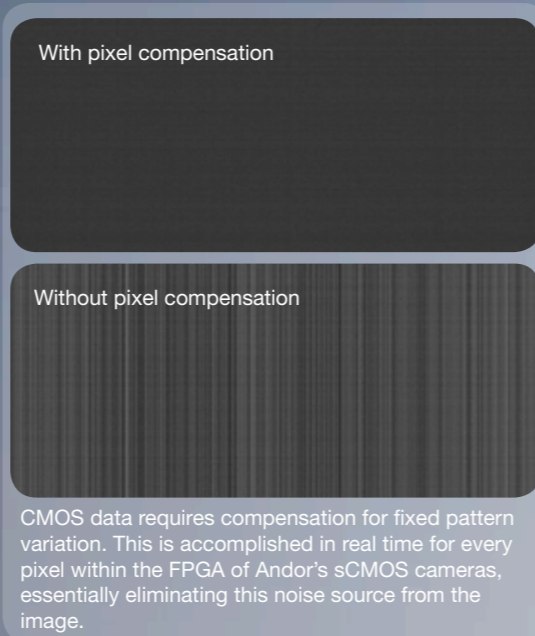 With pixel compensation
Without pixel compensation
CMOS data requires compensation for fixed pattern
variation. This is accomplished in real time for every
pixel within the FPGA of Andor’s sCMOS cameras,
essentially eliminating this noise source from the
image.